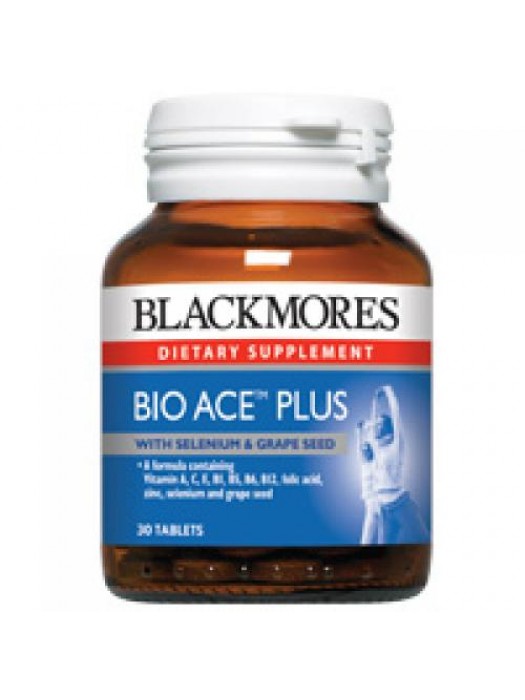 BLACKMORES
DIETARY SUPPLEMENT
BIO ACE™ PLUS
WITH SELENIUM & GRAPE SEED
• A formula containing
Vitamin A, C, E, B1, B5, B6, B12, folic acid,
zinc, selenium and grape seed
30 TABLETS